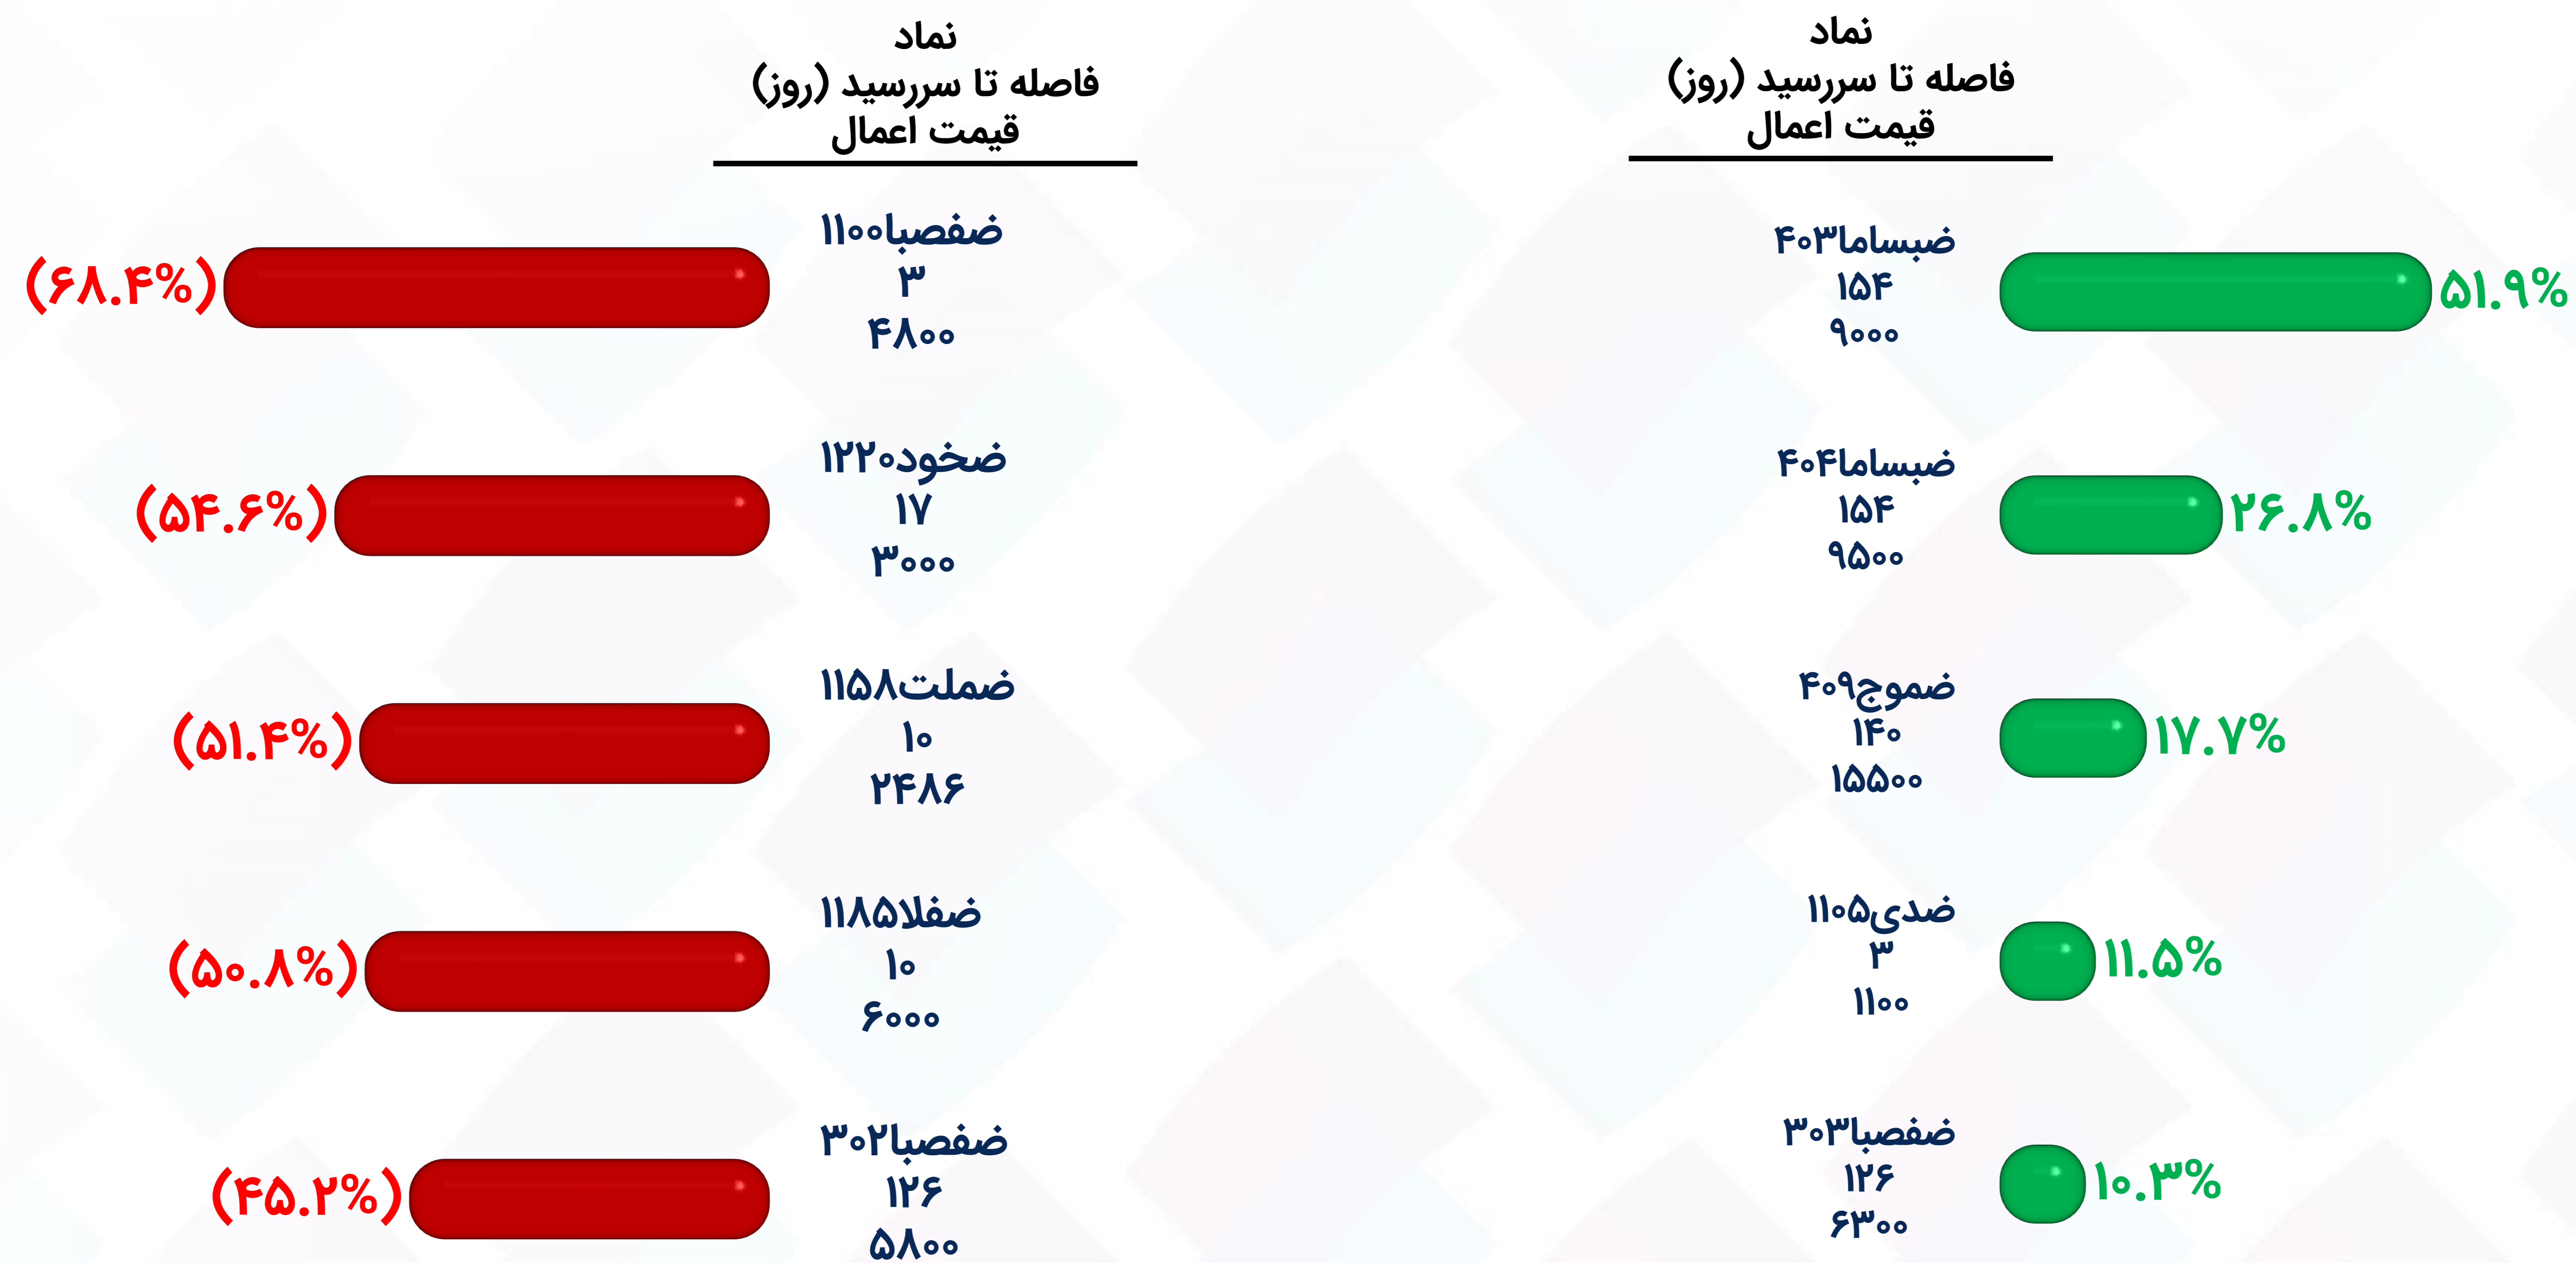 نماد
فاصله تا سررسید (روز)
قیمت اعمال
ضبساما۴۰۳
۱۵۴
۹۰۰۰
۵۱.۹%
ضبساما۴۰۴
۱۵۴
۹۵۰۰
۲۶.۸%
ضموج۴۰۹
۱۴۰
۱۵۵۰۰
۱۷.۷%
ضدی۱۱۰۵
۳
۱۱۰۰
۱۱.۵%
ضفصبا۳۰۳
۱۲۶
۶۳۰۰
۱۰.۳%
نماد
فاصله تا سررسید (روز)
قیمت اعمال
ضفصبا۱۱۰۰
۳
۴۸۰۰
(۶۸.۴%)
ضخود۱۲۲۰
۱۷
۳۰۰۰
(۵۴.۶%)
ضملت۱۱۵۸
۱۰
۲۴۸۶
(۵۱.۴%)
ضفلا۱۱۸۵
۱۰
۶۰۰۰
(۵۰.۸%)
ضفصبا۳۰۲
۱۲۶
۵۸۰۰
(۴۵.۲%)